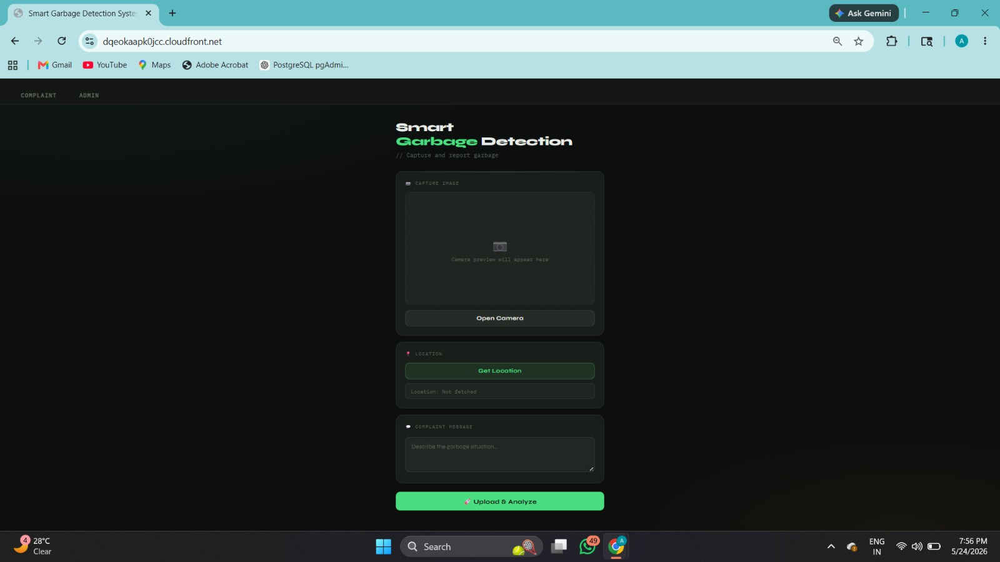 Smart Garbage Detection Syste
Ask Gemini
dqeokaapk0jcc.cloudfront.net
A
Gmail
YouTube
Maps
Adobe Acrobat
PostgreSQL pgAdmi...
COMPLAINT
ADMIN
Smart
Garbage Detection
// Capture and report garbage
CAPTURE IMAGE
Camera preview will appear here
Open Camera
LOCATION
Get Location
Location: Not fetched
COMPLAINT MESSAGE
Describe the garbage situation...
Upload & Analyze
4
28°C
Clear
Search
49
A
ENG
IN
7:56 PM
5/24/2026